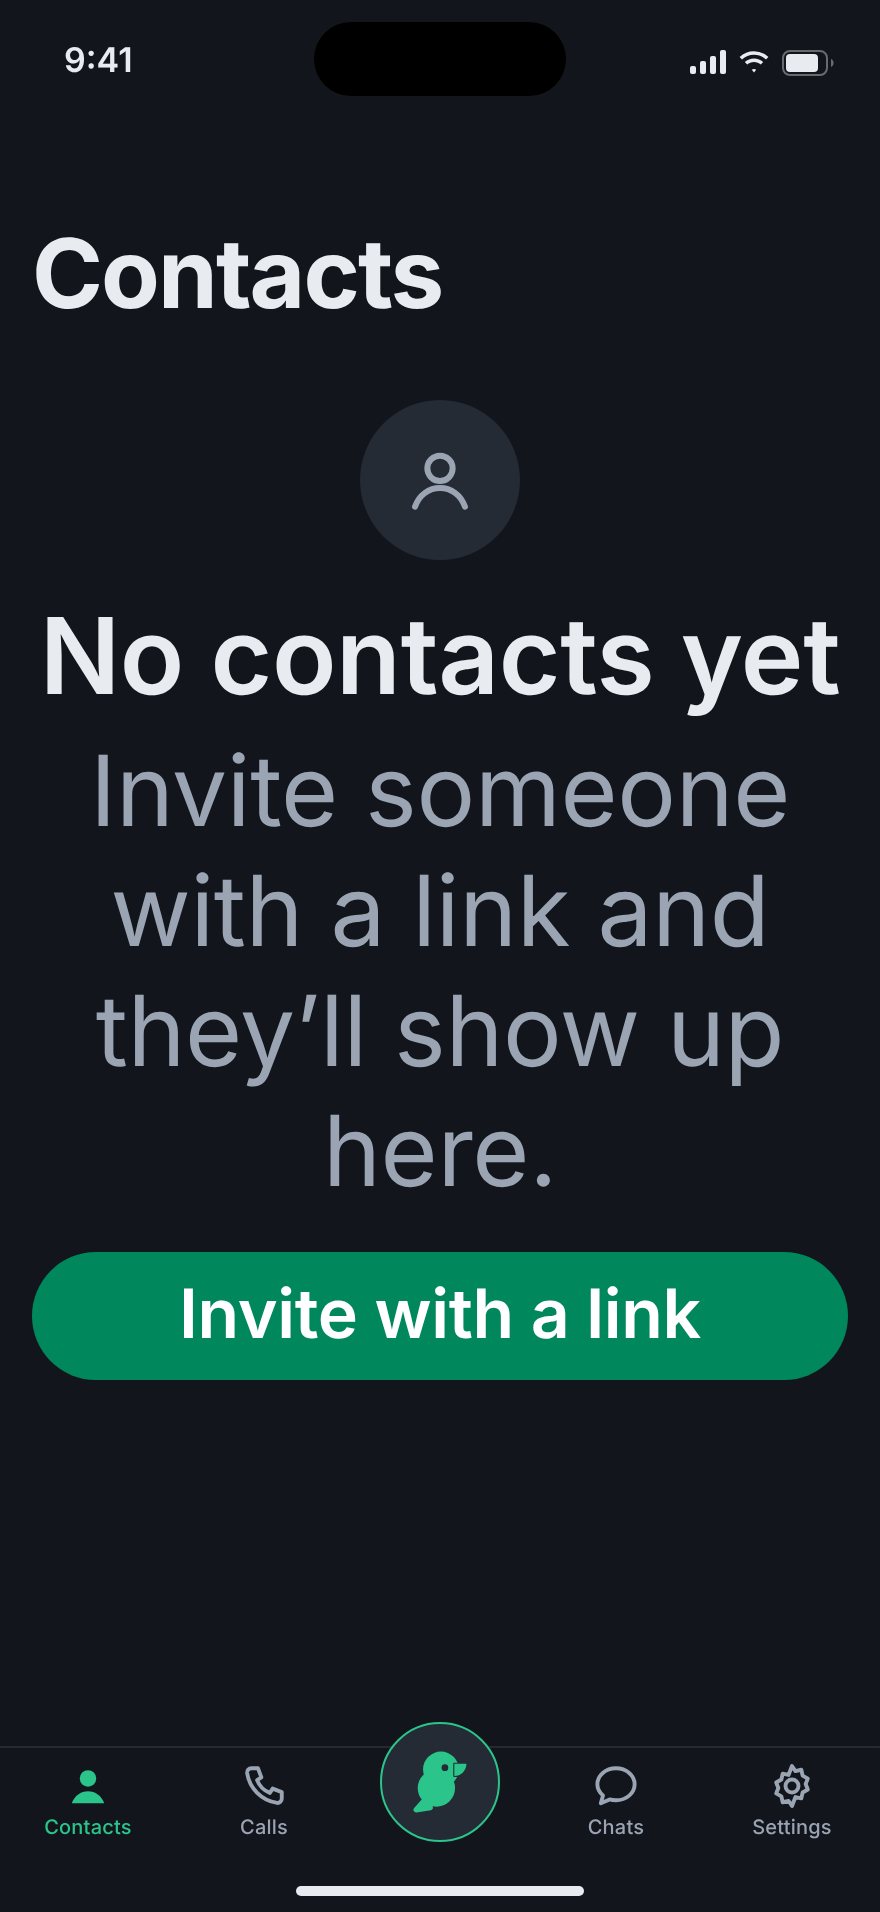 9:41
Contacts
No contacts yet
Invite someone
with a link and
they’ll show up
here.
Invite with a link
Contacts
Calls
Chats
Settings